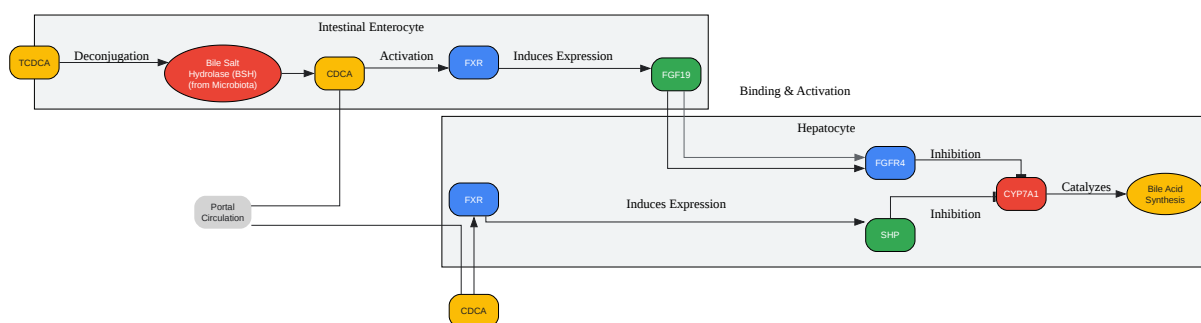 Intestinal Enterocyte
TCDCA
Deconjugation
Bile Salt
Hydrolase (BSH)
(from Microbiota)
CDCA
Activation
FXR
Induces Expression
FGF19
Binding & Activation
Hepatocyte
FGFR4
Inhibition
CYP7A1
Catalyzes
Bile Acid
Synthesis
Portal
Circulation
FXR
Induces Expression
SHP
Inhibition
CDCA